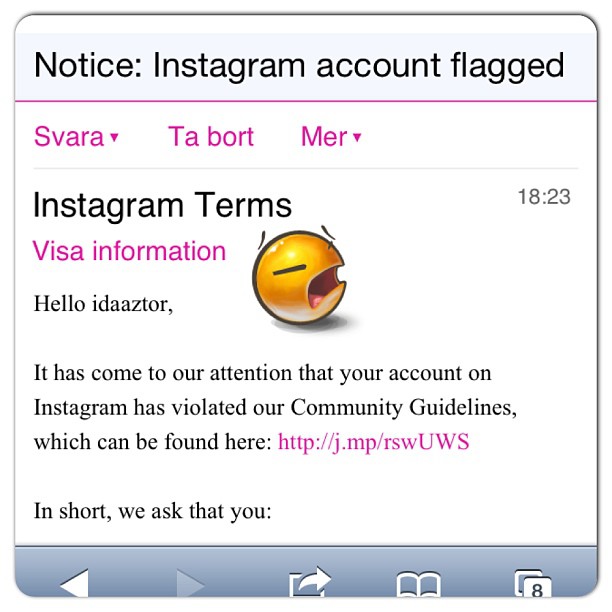 Notice: Instagram account flagged
Svara ▾ Ta bort Mer ▾
Instagram Terms 18:23
Visa information
Hello idaaztor,
It has come to our attention that your account on
Instagram has violated our Community Guidelines,
which can be found here: http://j.mp/rswUWS
In short, we ask that you:
8